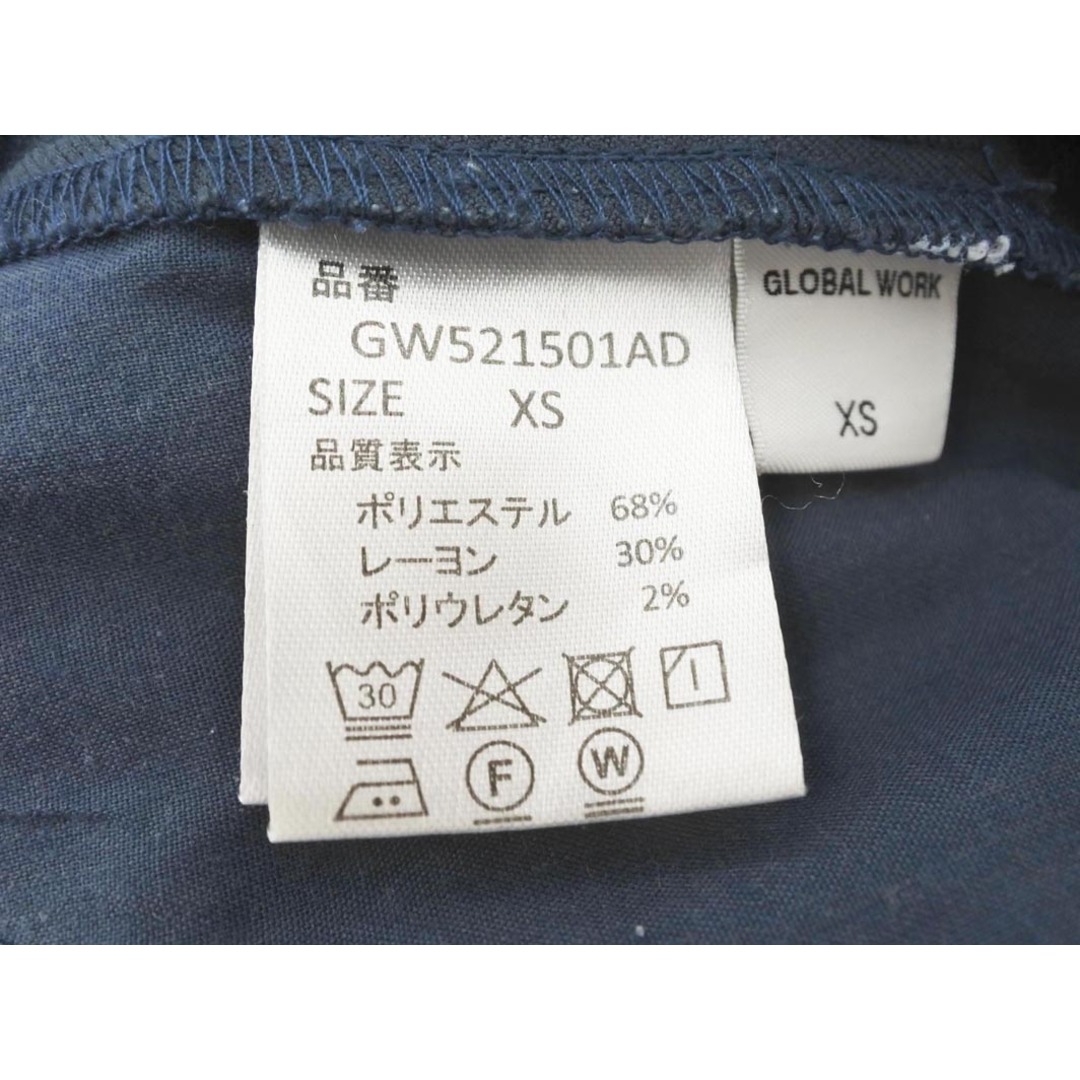 品番
GW521501AD
SIZE XS
品質表示
ポリエステル 68%
レーヨン 30%
ポリウレタン 2%
30
F W
GLOBAL WORK
XS